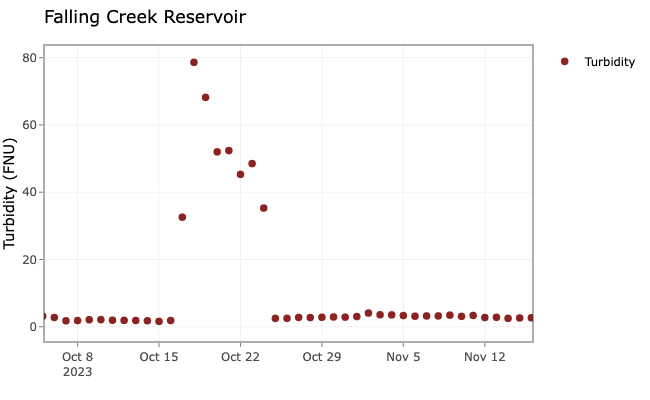 Falling Creek Reservoir
Turbidity (FNU)
80
60
40
20
0
Oct 8
2023
Oct 15
Oct 22
Oct 29
Nov 5
Nov 12
Turbidity